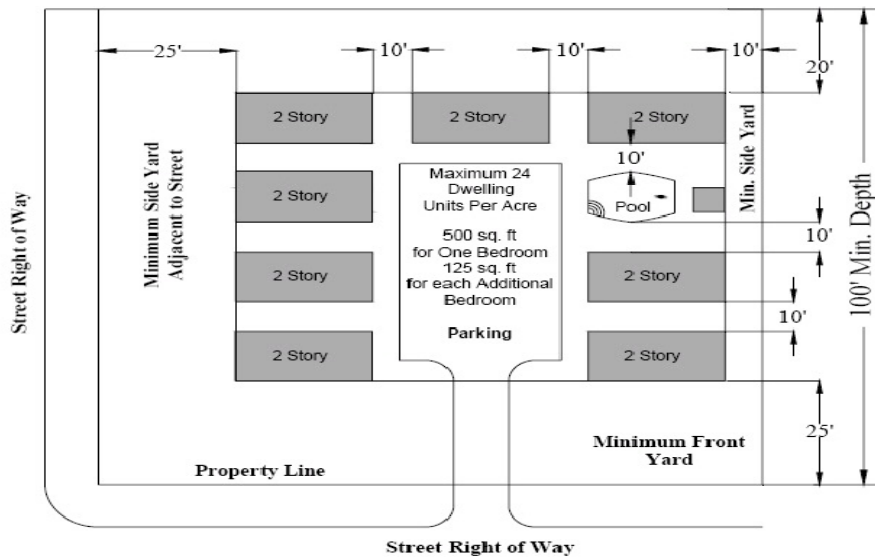 25'
10'
10'
10'
20'
2 Story
2 Story
2 Story
Minimum Side Yard
Adjacent to Street
Min. Side Yard
Street Right of Way
100' Min. Depth
Maximum 24
Dwelling
Units Per Acre
500 sq. ft
for One Bedroom
125 sq. ft
for each Additional
Bedroom
Parking
10'
Pool
2 Story
10'
2 Story
2 Story
10'
2 Story
2 Story
25'
Minimum Front
Yard
Property Line
Street Right of Way